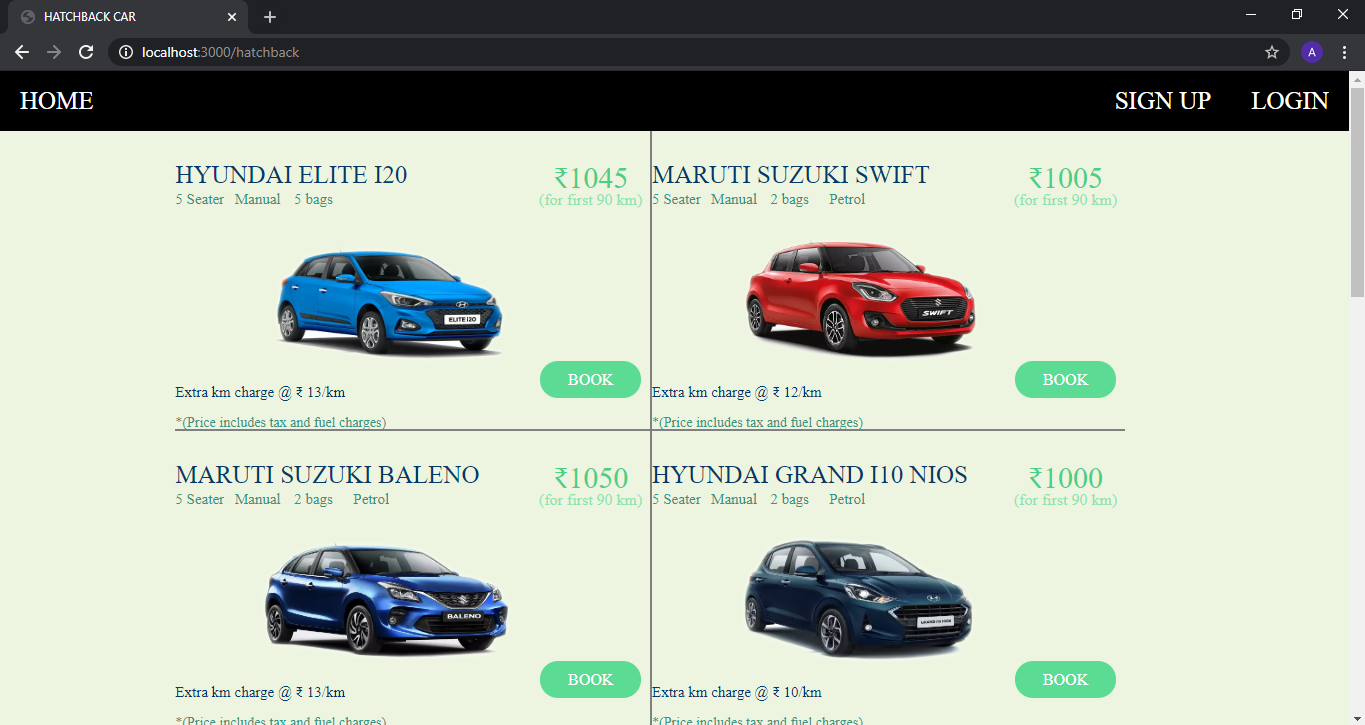 HATCHBACK CAR
localhost:3000/hatchback
A
HOME SIGN UP LOGIN
HYUNDAI ELITE I20
₹1045
5 Seater Manual 5 bags
(for first 90 km)
ELITE i20
BOOK
Extra km charge @ ₹ 13/km
*(Price includes tax and fuel charges)
MARUTI SUZUKI SWIFT
₹1005
5 Seater Manual 2 bags Petrol
(for first 90 km)
SWIFT
BOOK
Extra km charge @ ₹ 12/km
*(Price includes tax and fuel charges)
MARUTI SUZUKI BALENO
₹1050
5 Seater Manual 2 bags Petrol
(for first 90 km)
BALENO
BOOK
Extra km charge @ ₹ 13/km
*(Price includes tax and fuel charges)
HYUNDAI GRAND I10 NIOS
₹1000
5 Seater Manual 2 bags Petrol
(for first 90 km)
GRAND i10 NIOS
BOOK
Extra km charge @ ₹ 10/km
*(Price includes tax and fuel charges)